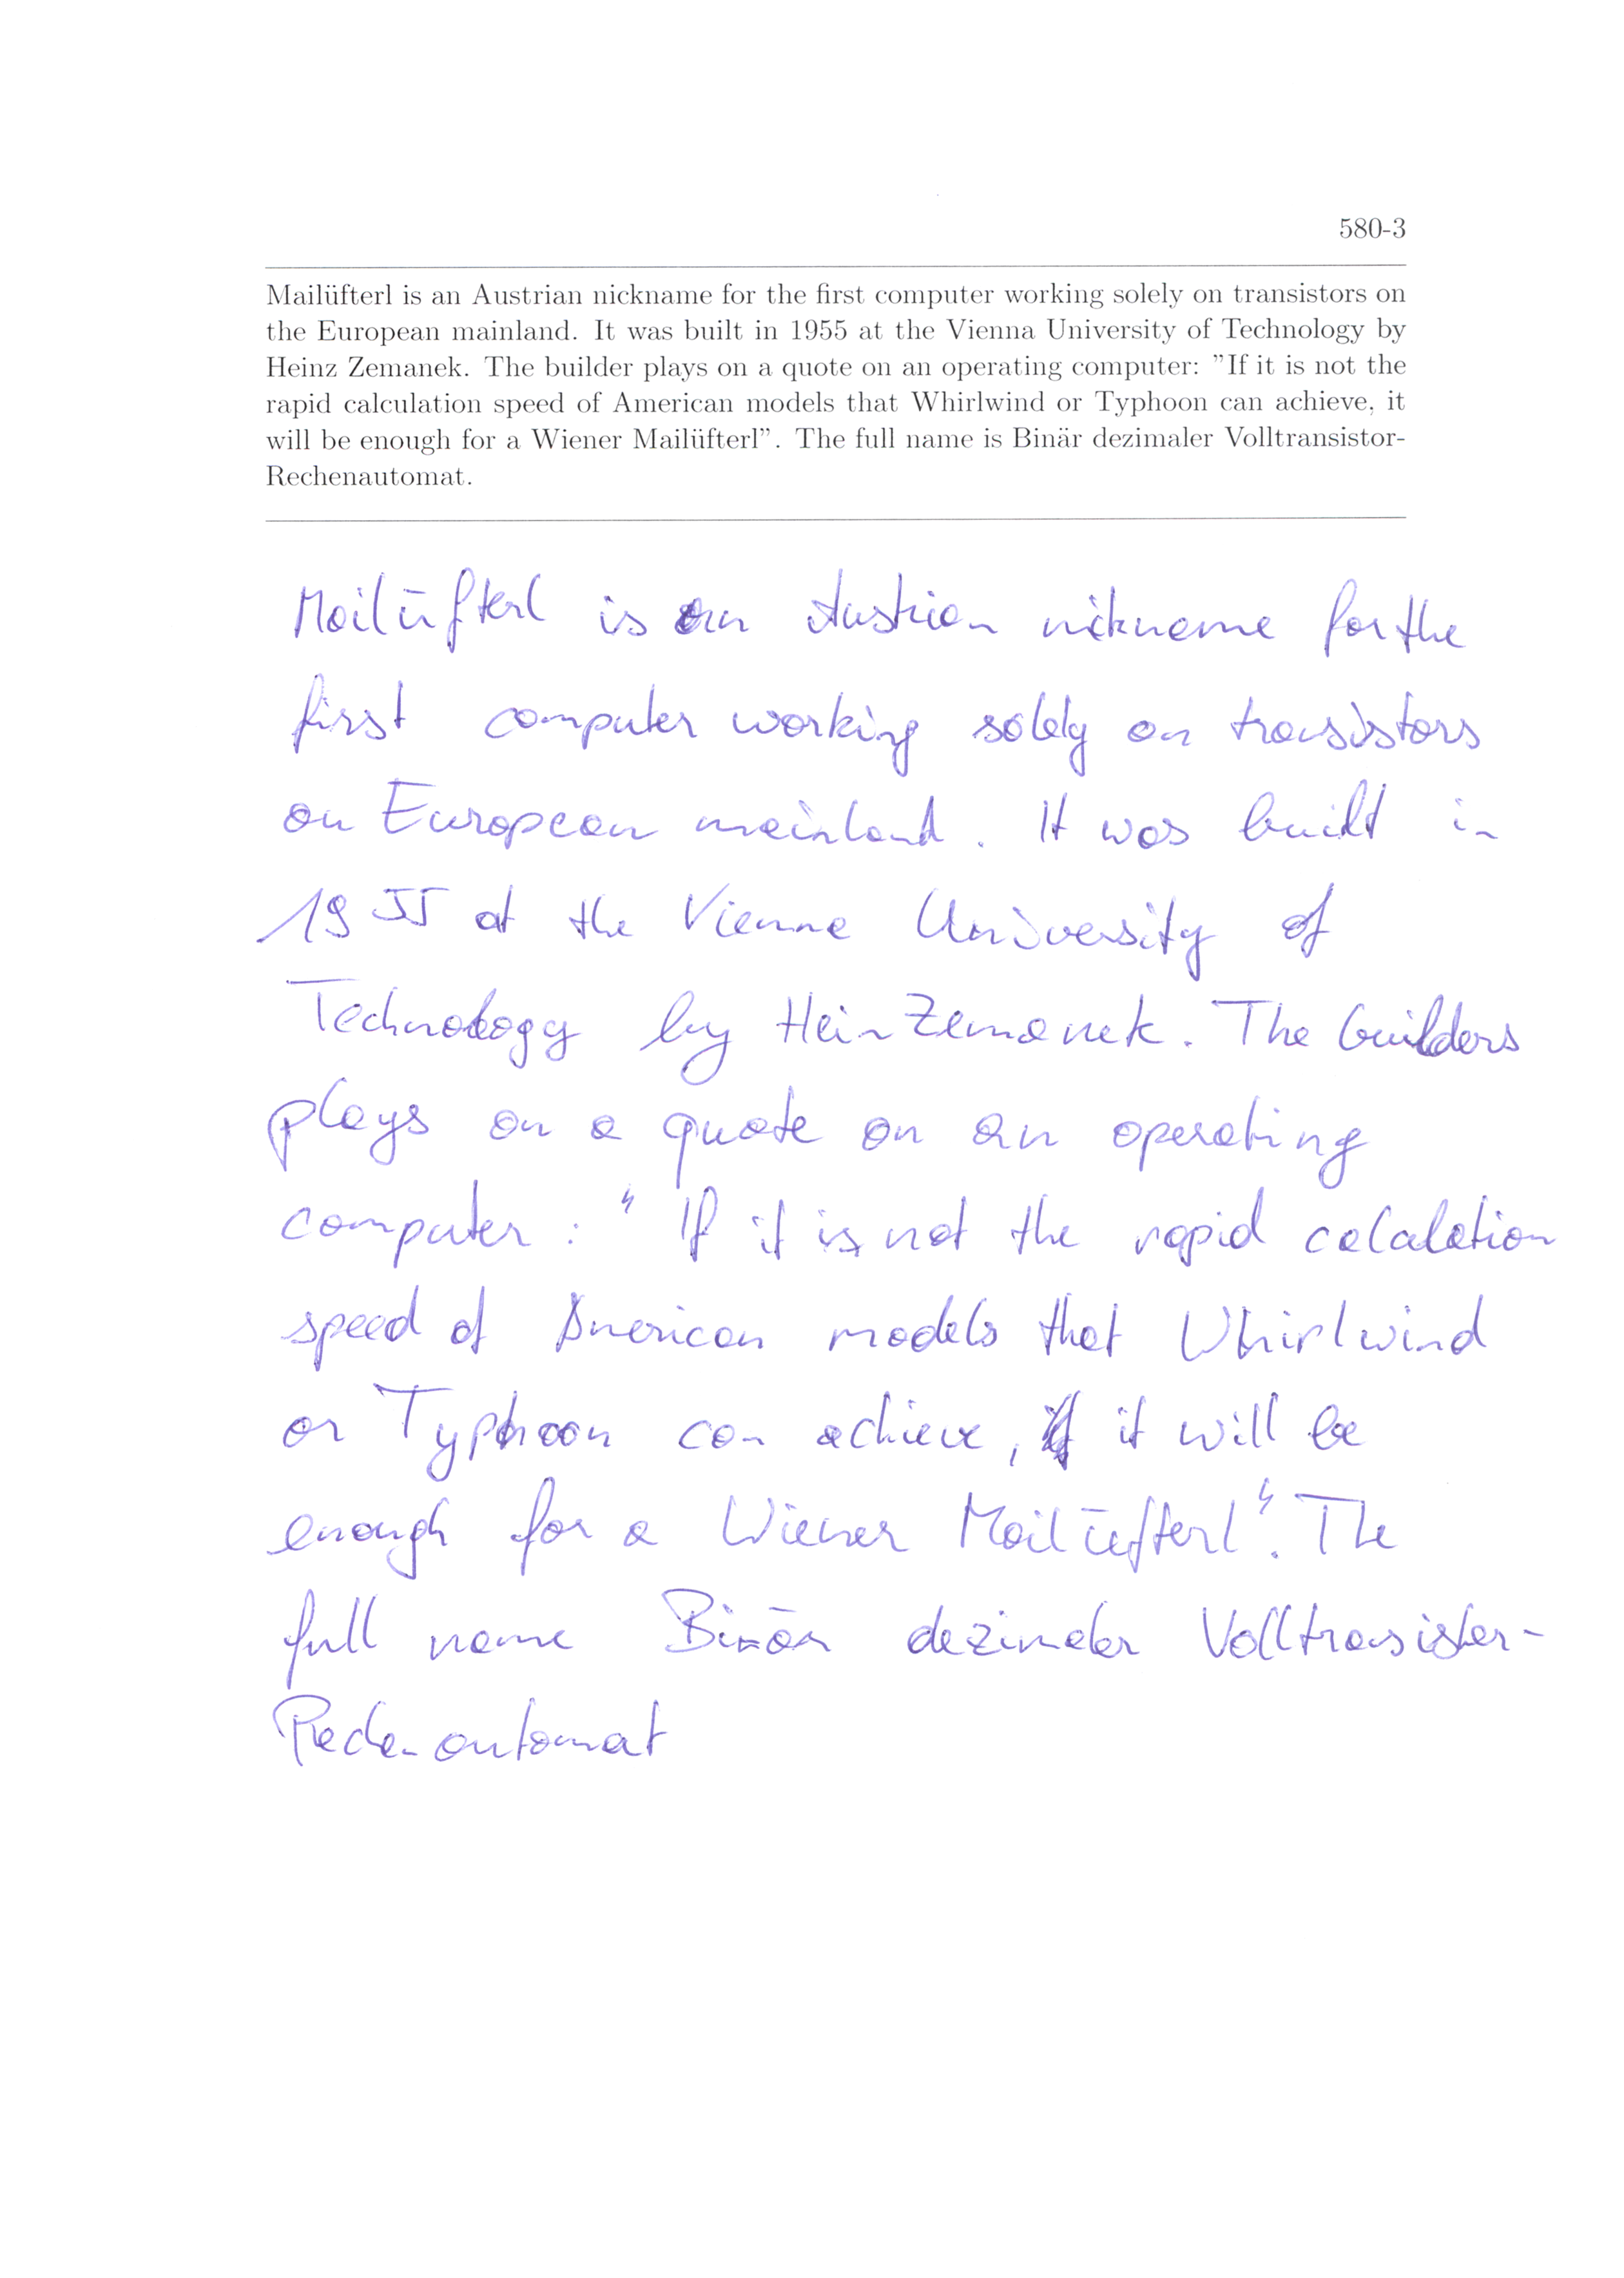 580-3
Mailüfterl is an Austrian nickname for the first computer working solely on transistors on
the European mainland. It was built in 1955 at the Vienna University of Technology by
Heinz Zemanek. The builder plays on a quote on an operating computer: "If it is not the
rapid calculation speed of American models that Whirlwind or Typhoon can achieve, it
will be enough for a Wiener Mailüfterl". The full name is Binär dezimaler Volltransistor-
Rechenautomat.
Mailüfterl is an Austrian nickname for the
first computer working solely on transistors
on European mainland. It was built in
1955 at the Vienna University of
Technology by Hein Zemanek. The builders
plays on a quote on an operating
computer: "If it is not the rapid calculation
speed of American models that Whirlwind
or Typhoon can achieve, it will be
enough for a Wiener Mailüfterl". The
full name Binär dezimaler Volltransister-
Rechenautomat